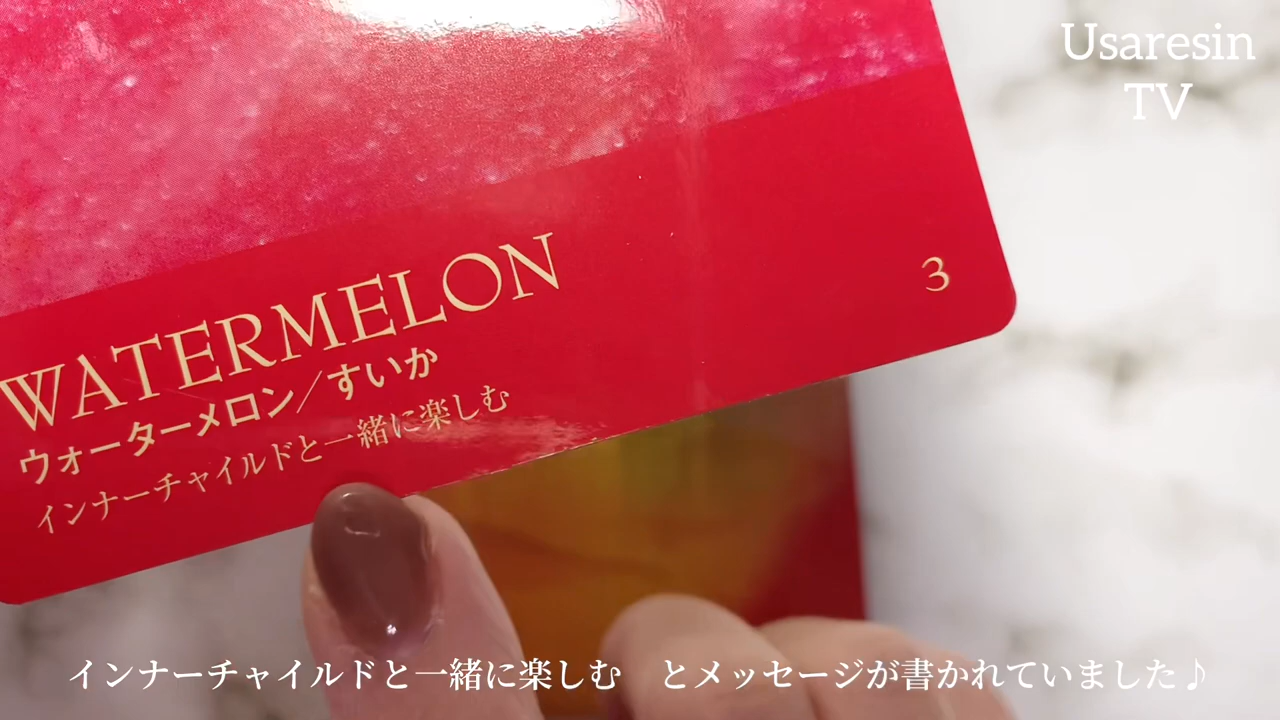 Usaresin
TV
WATERMELON
3
ウォーターメロン／すいか
インナーチャイルドと一緒に楽しむ
インナーチャイルドと一緒に楽しむ　とメッセージが書かれていました♪